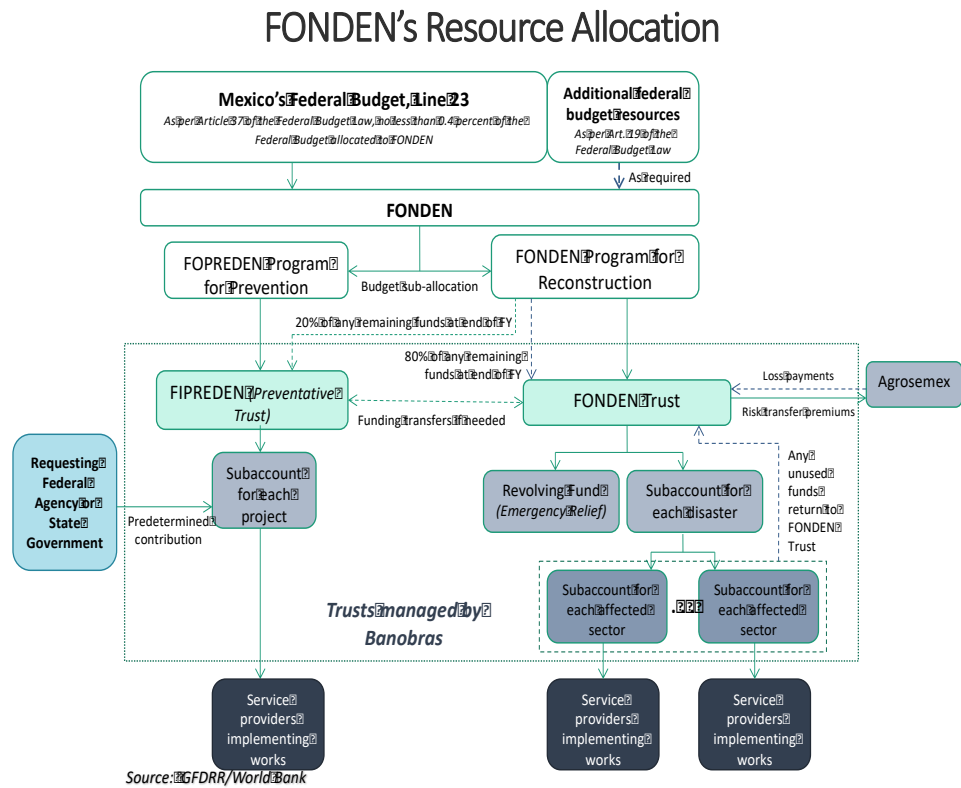 FONDEN's Resource Allocation
Mexico's Federal Budget, Line 23
As per Article 37 of the Federal Budget Law, no less than 0.4 percent of the
Federal Budget allocated to FONDEN
Additional federal
budget resources
As per Art. 19 of the
Federal Budget Law
As required
FONDEN
FOPREDEN Program
for Prevention
Budget sub-allocation
FONDEN Program for
Reconstruction
20% of any remaining funds at end of FY
80% of any remaining
funds at end of FY
FIPREDEN (Preventative
Trust)
Funding transfers if needed
FONDEN Trust
Loss payments
Risk transfer premiums
Agrosemex
Requesting
Federal
Agency or
State
Government
Predetermined
contribution
Subaccount
for each
project
Revolving Fund
(Emergency Relief)
Subaccount for
each disaster
Any
unused
funds
return to
FONDEN
Trust
Trusts managed by
Banobras
Subaccount for
each affected
sector
Subaccount for
each affected
sector
Service
providers
implementing
works
Service
providers
implementing
works
Service
providers
implementing
works
Source: GFDRR/World Bank